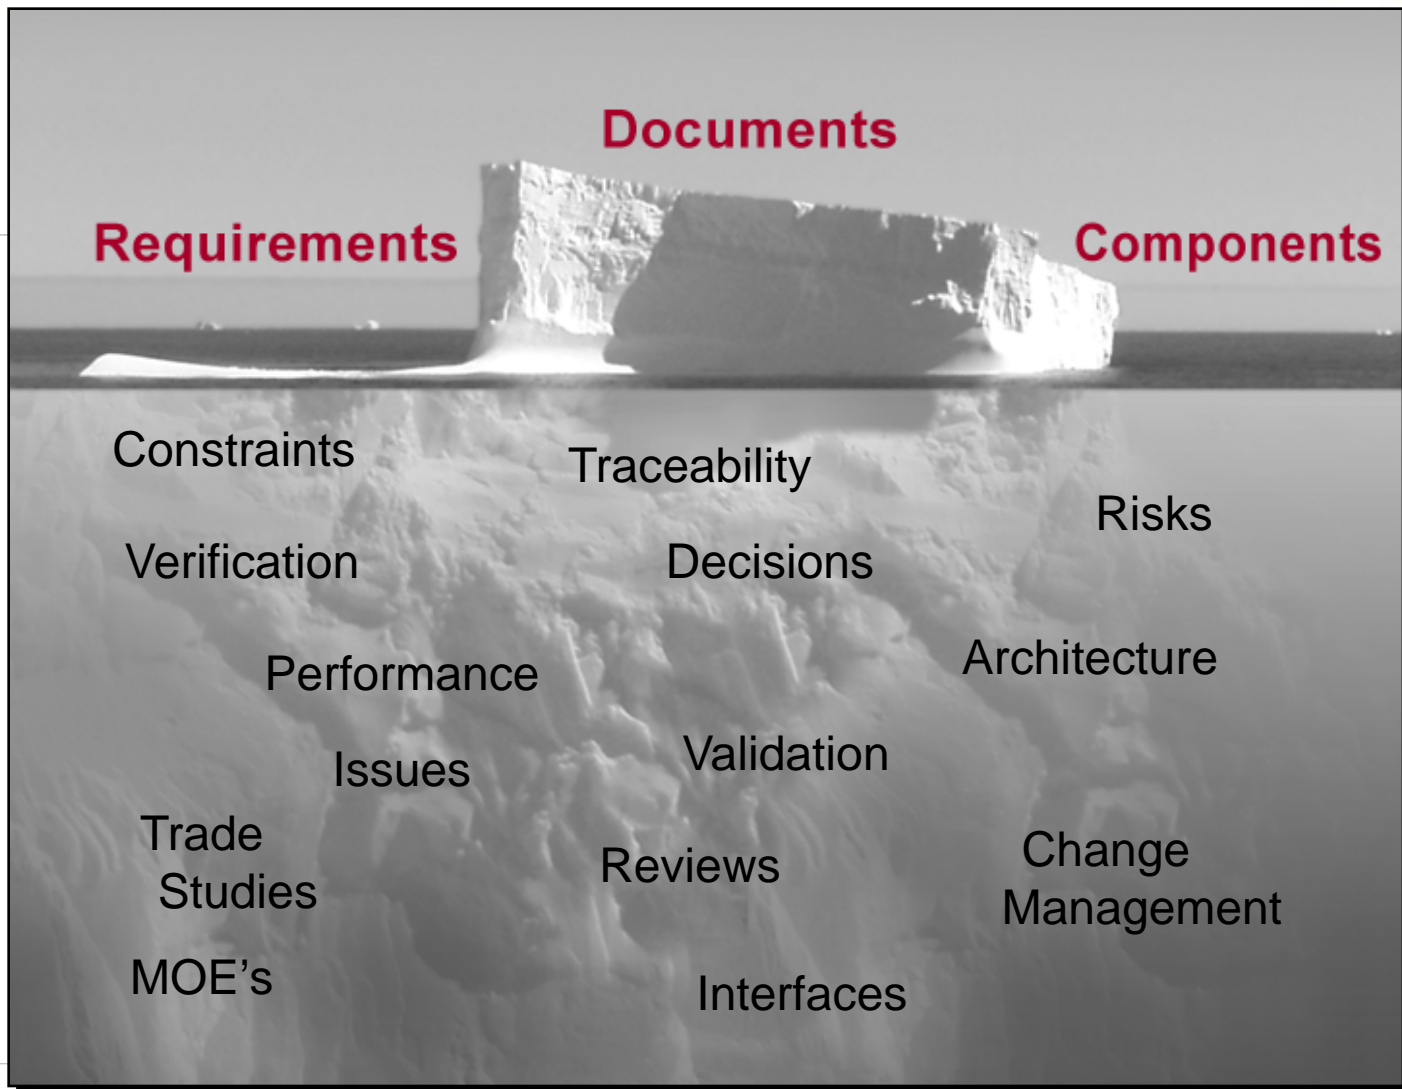 Documents
Requirements
Components
Constraints
Traceability
Risks
Verification
Decisions
Architecture
Performance
Validation
Issues
Trade
Studies
Reviews
Change
Management
MOE’s
Interfaces